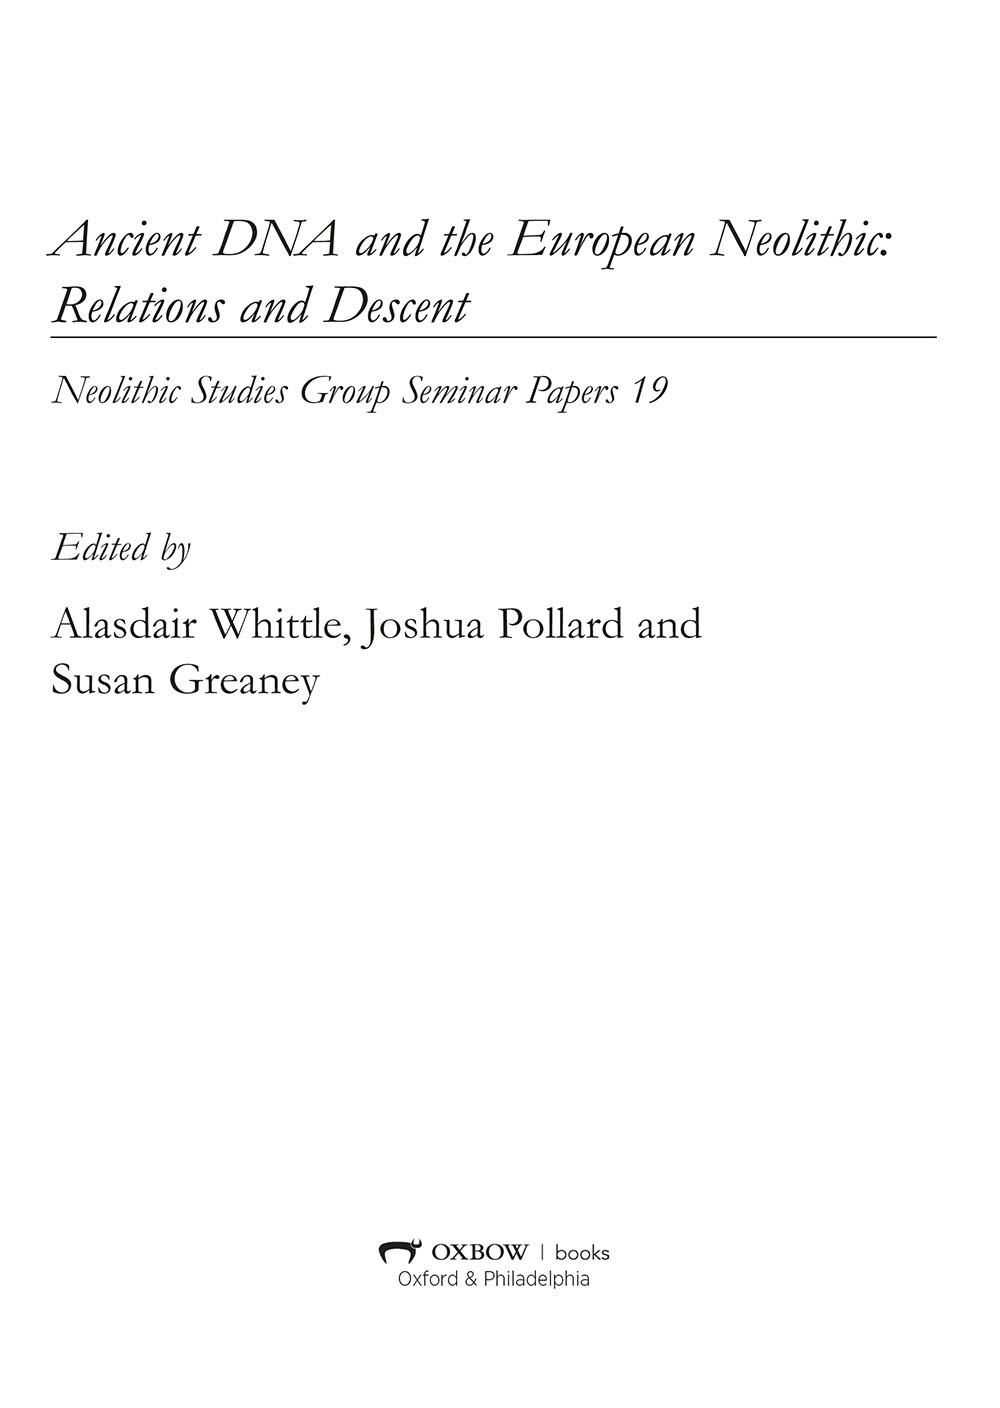 Ancient DNA and the European Neolithic:
Relations and Descent
Neolithic Studies Group Seminar Papers 19
Edited by
Alasdair Whittle, Joshua Pollard and
Susan Greaney
OXBOW | books
Oxford & Philadelphia